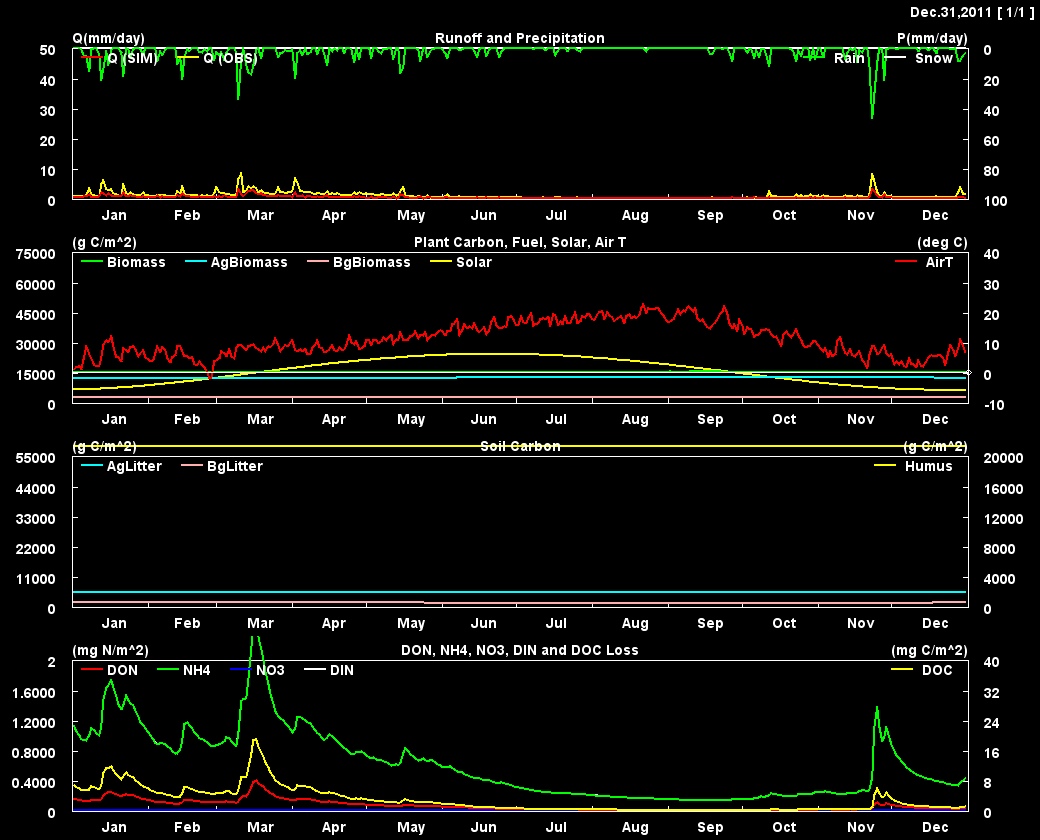 Dec.31,2011 [ 1/1 ]
Q(mm/day) Runoff and Precipitation P(mm/day)
50 Q (SIM) Q (OBS) Rain Snow 0
40 20
30 40
20 60
10 80
0 100
Jan Feb Mar Apr May Jun Jul Aug Sep Oct Nov Dec
(g C/m^2) Plant Carbon, Fuel, Solar, Air T (deg C)
75000 40
Biomass AgBiomass BgBiomass Solar AirT
60000 30
45000 20
30000 10
15000 0
0 -10
Jan Feb Mar Apr May Jun Jul Aug Sep Oct Nov Dec
(g C/m^2) Soil Carbon (g C/m^2)
55000 20000
AgLitter BgLitter Humus
44000 16000
33000 12000
22000 8000
11000 4000
0 0
Jan Feb Mar Apr May Jun Jul Aug Sep Oct Nov Dec
(mg N/m^2) DON, NH4, NO3, DIN and DOC Loss (mg C/m^2)
2 40
DON NH4 NO3 DIN DOC
1.6000 32
1.2000 24
0.8000 16
0.4000 8
0 0
Jan Feb Mar Apr May Jun Jul Aug Sep Oct Nov Dec